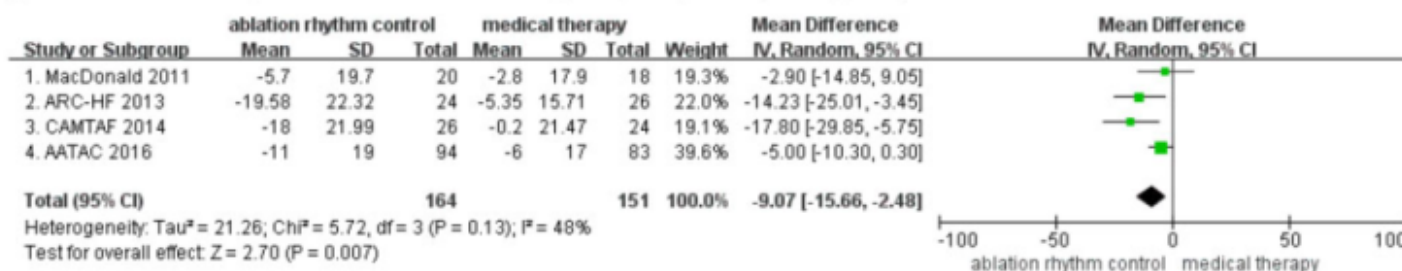 ablation rhythm control medical therapy Mean Difference Mean Difference
Study or Subgroup Mean SD Total Mean SD Total Weight IV, Random, 95% CI IV, Random, 95% CI
1. MacDonald 2011 -5.7 19.7 20 -2.8 17.9 18 19.3% -2.90 [-14.85, 9.05]
2. ARC-HF 2013 -19.58 22.32 24 -5.35 15.71 26 22.0% -14.23 [-25.01, -3.45]
3. CAMTAF 2014 -18 21.99 26 -0.2 21.47 24 19.1% -17.80 [-29.85, -5.75]
4. AATAC 2016 -11 19 94 -6 17 83 39.6% -5.00 [-10.30, 0.30]
Total (95% CI) 164 151 100.0% -9.07 [-15.66, -2.48]
Heterogeneity: Tau² = 21.26; Chi² = 5.72, df = 3 (P = 0.13); I² = 48%
Test for overall effect: Z = 2.70 (P = 0.007)
-100 -50 0 50 100
ablation rhythm control medical therapy